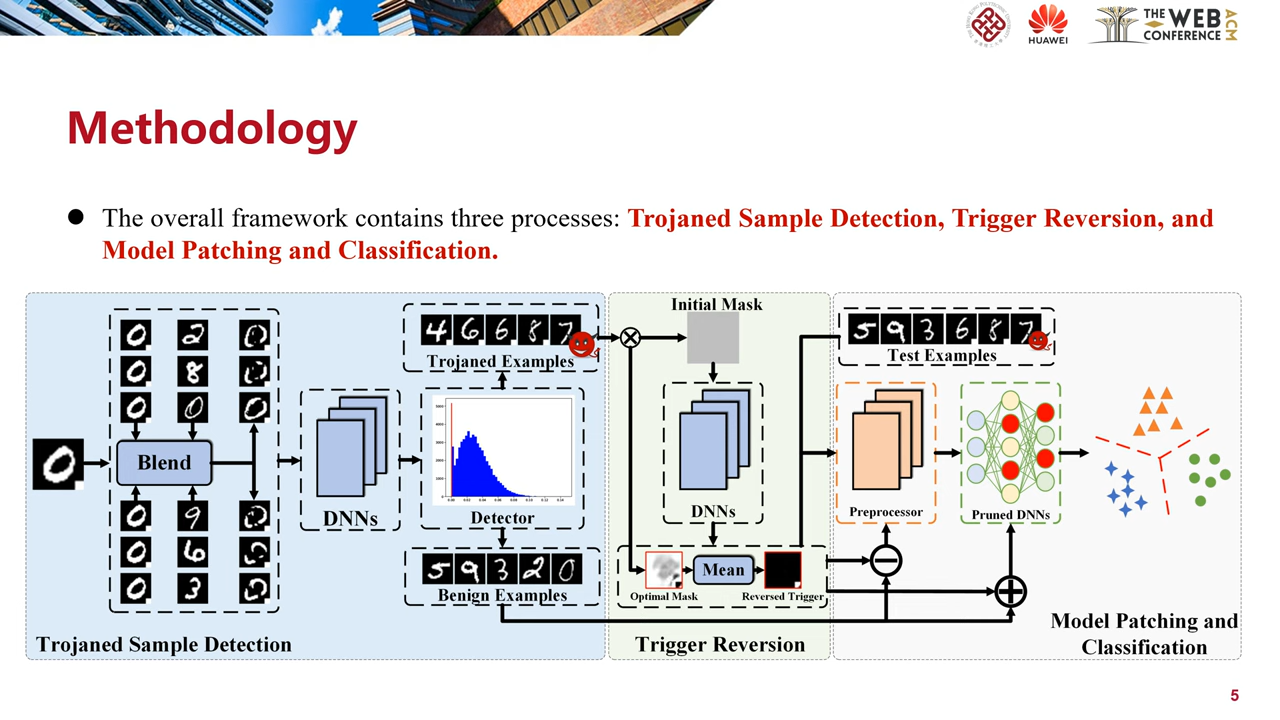 HUAWEI
THE WEB CONFERENCE ACM
Methodology
● The overall framework contains three processes: Trojaned Sample Detection, Trigger Reversion, and
Model Patching and Classification.
Initial Mask
Trojaned Examples
Test Examples
Blend
DNNs
Detector
DNNs
Preprocessor
Pruned DNNs
Benign Examples
Mean
Optimal Mask
Reversed Trigger
Trojaned Sample Detection
Trigger Reversion
Model Patching and
Classification
5